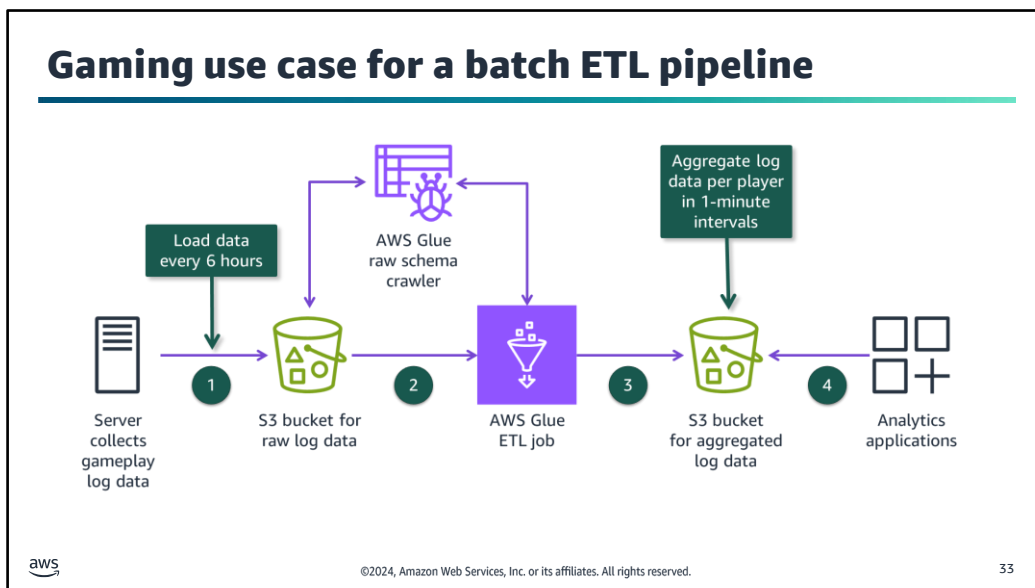 Gaming use case for a batch ETL pipeline
Load data
every 6 hours
AWS Glue
raw schema
crawler
Aggregate log
data per player
in 1-minute
intervals
1
2
3
4
Server
collects
gameplay
log data
S3 bucket for
raw log data
AWS Glue
ETL job
S3 bucket
for aggregated
log data
Analytics
applications
aws
©2024, Amazon Web Services, Inc. or its affiliates. All rights reserved.
33